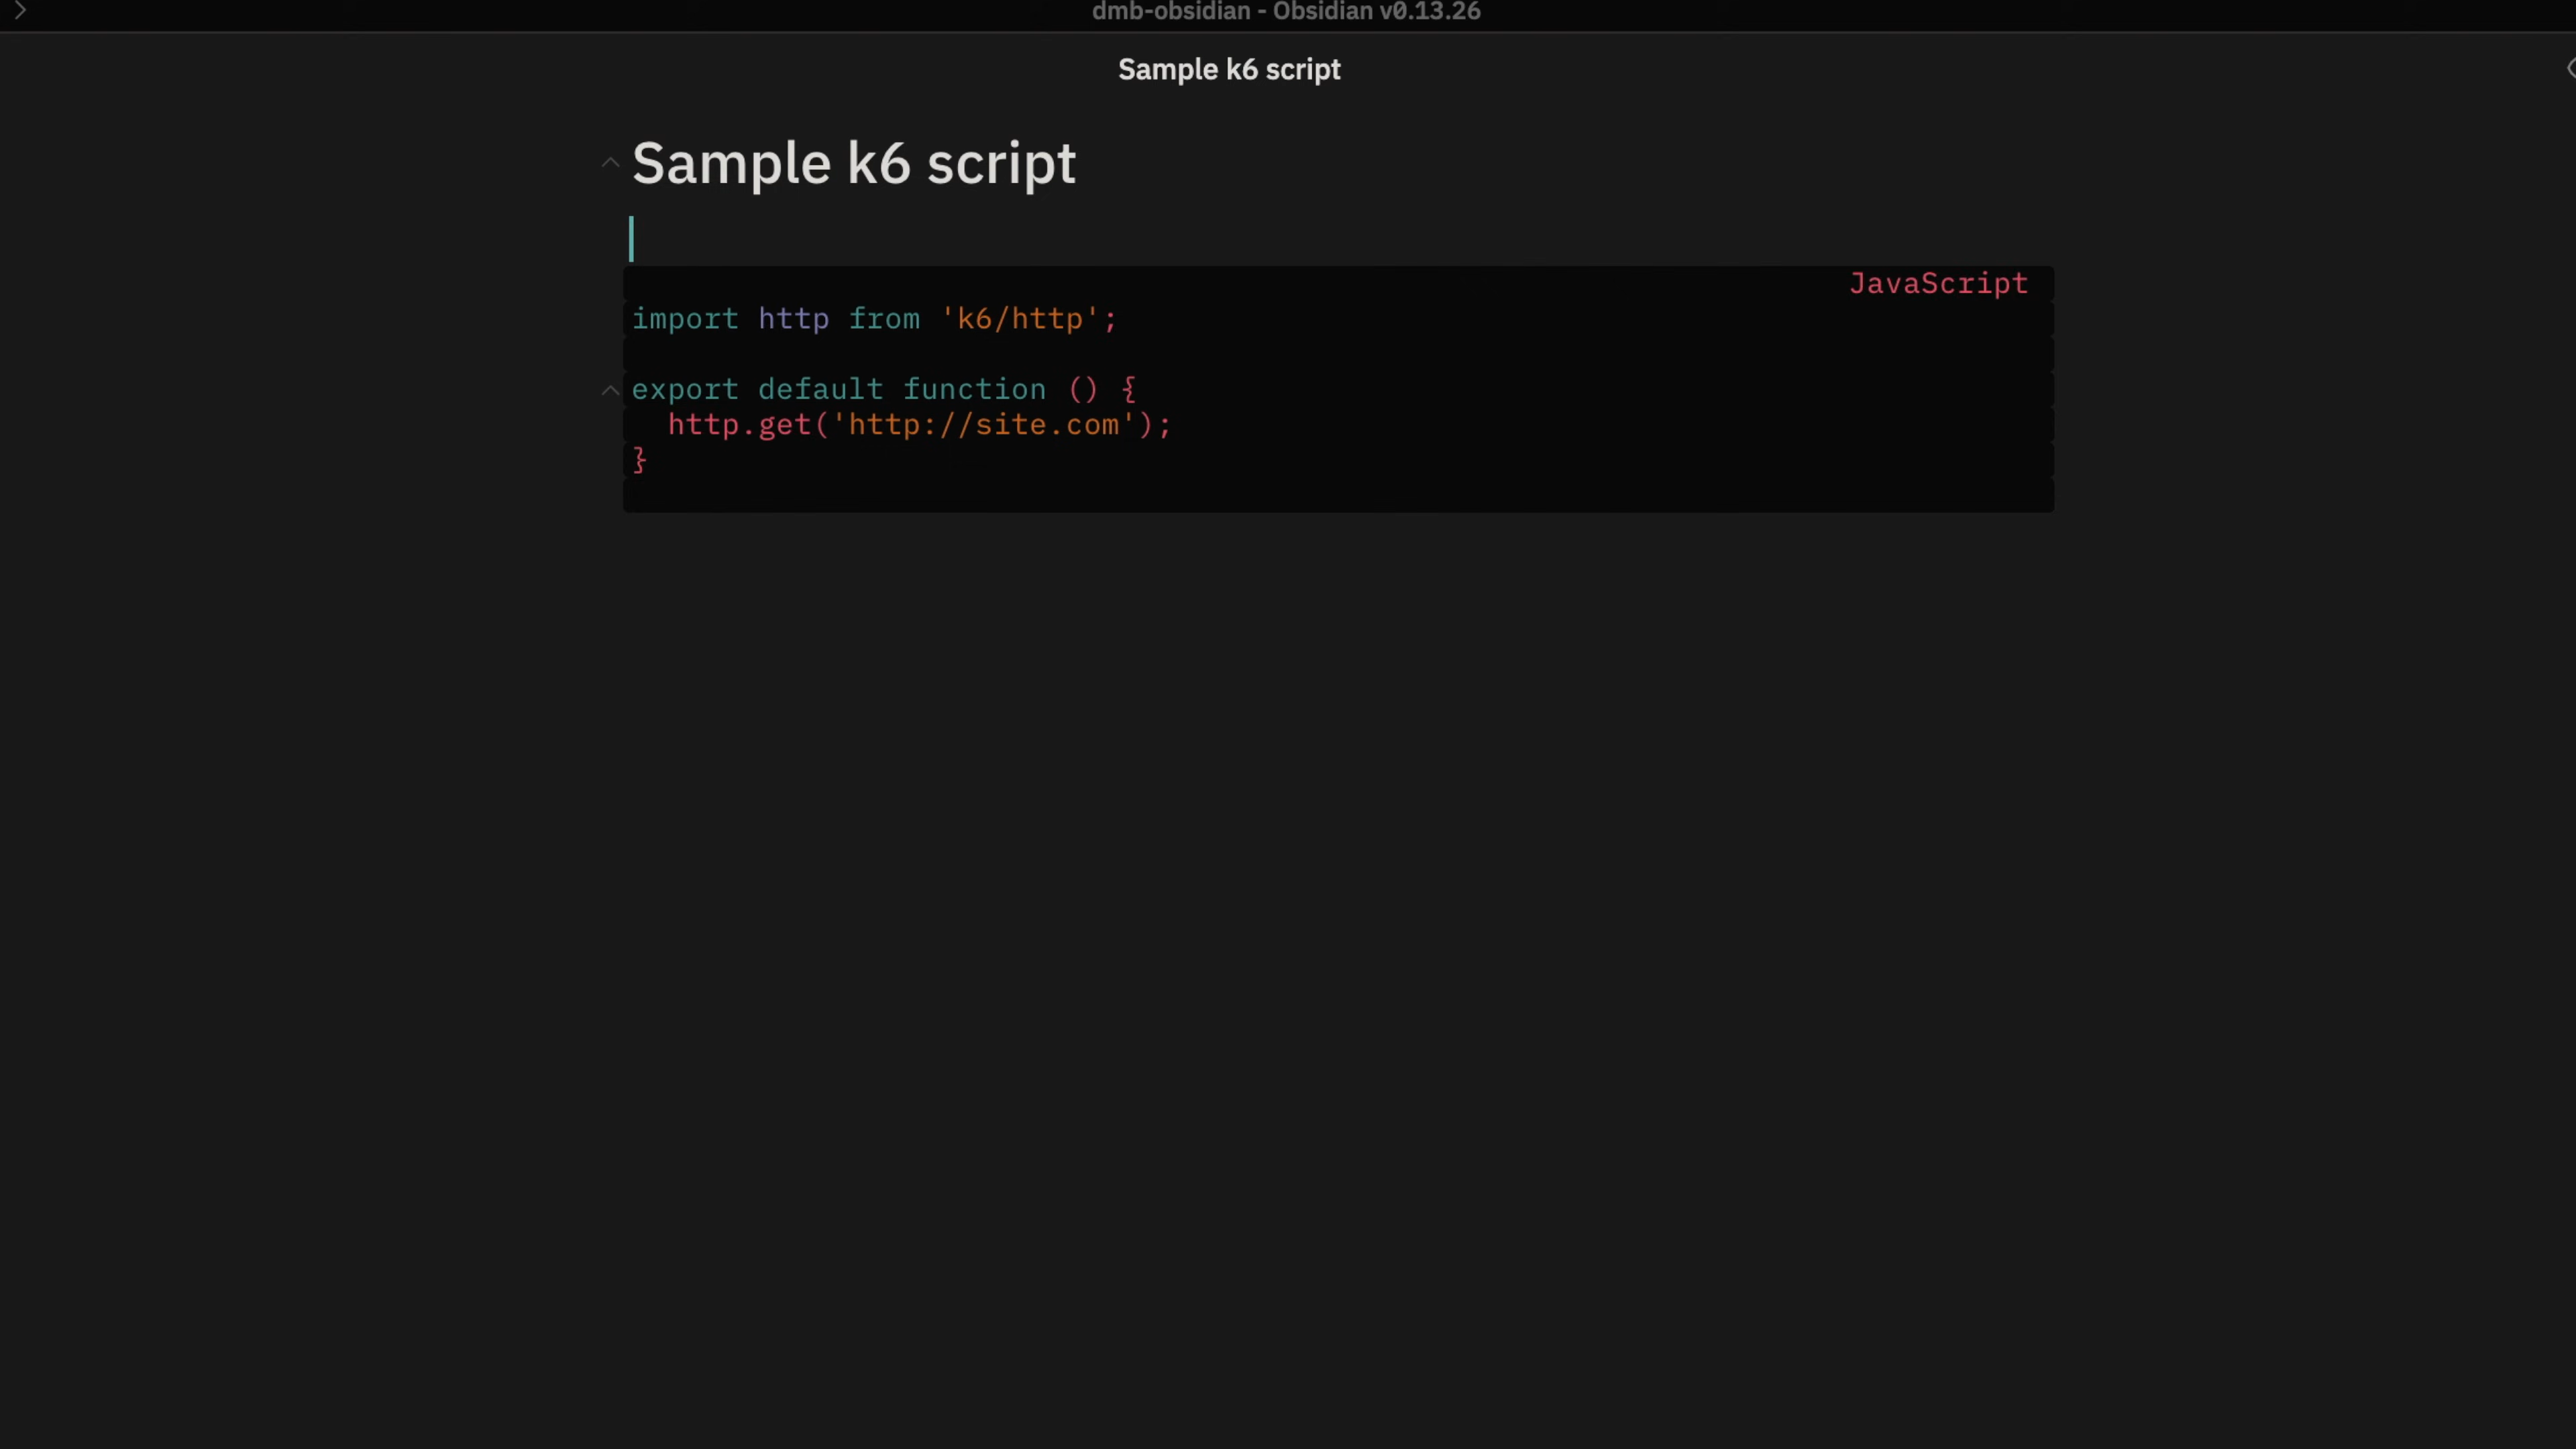 dmb-obsidian - Obsidian v0.13.26
Sample k6 script
Sample k6 script
JavaScript
import http from 'k6/http';
export default function () {
  http.get('http://site.com');
}